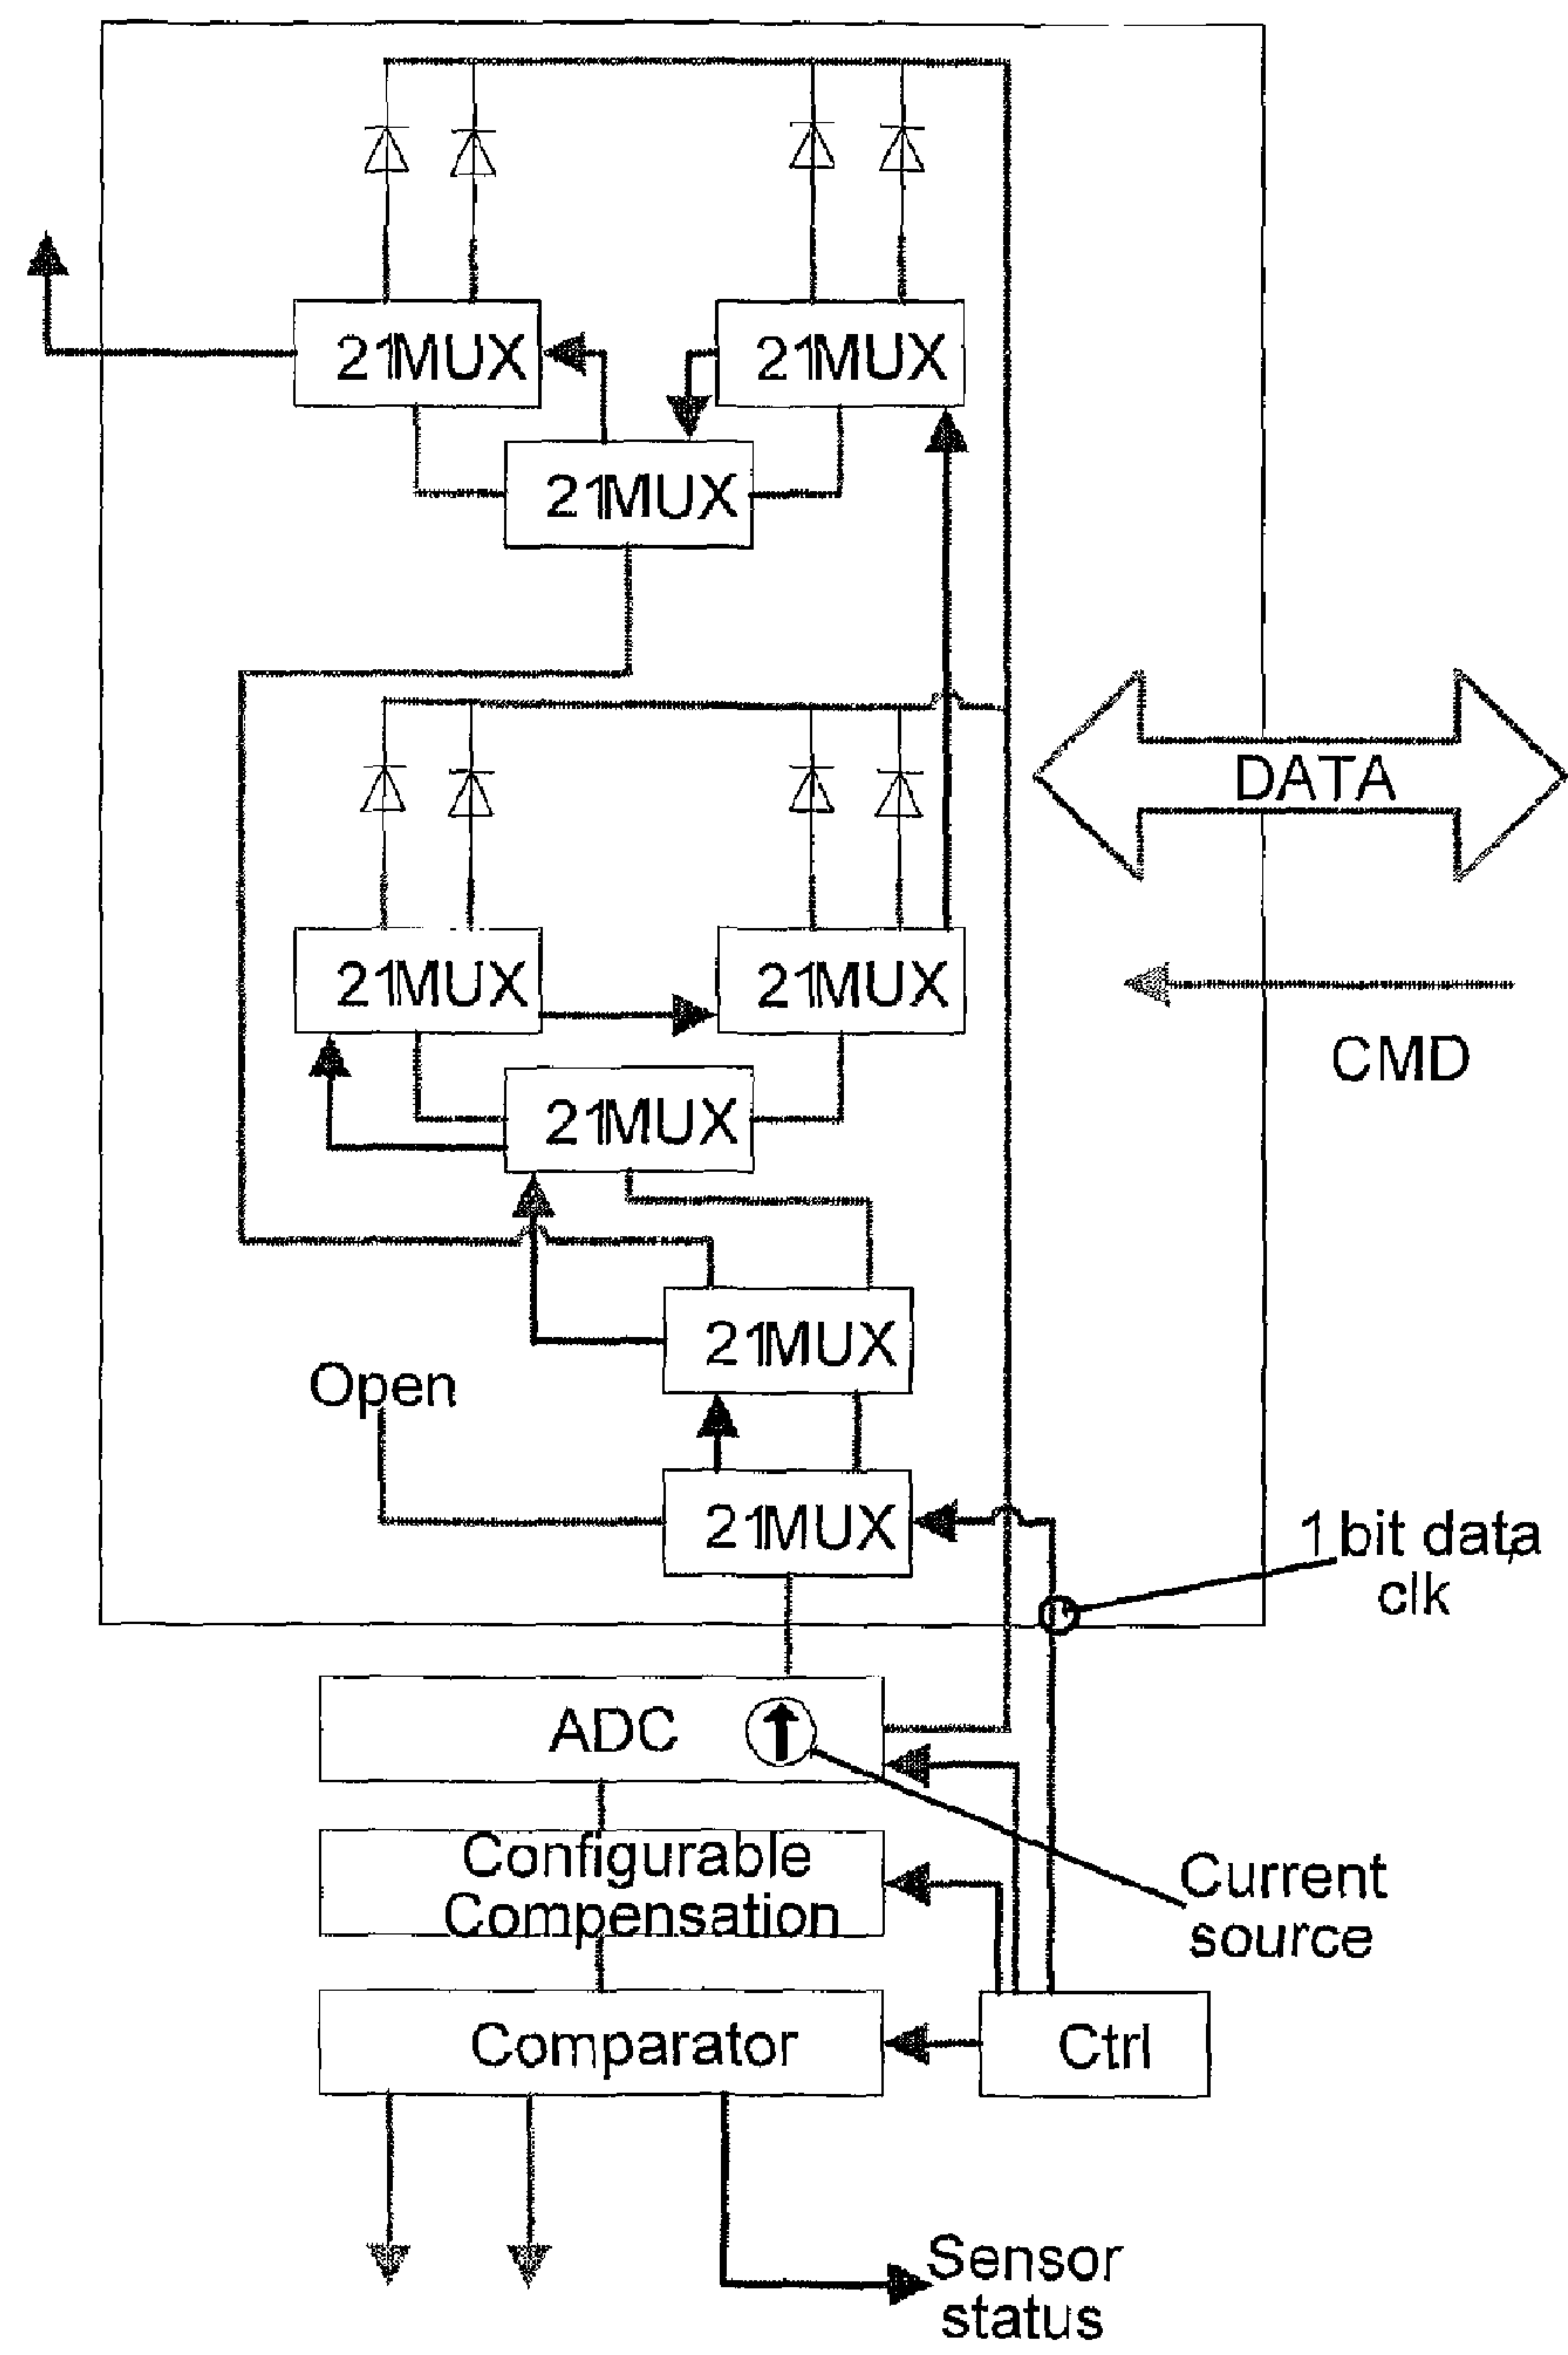 21MUX
21MUX
21MUX
DATA
21MUX
21MUX
CMD
21MUX
21MUX
Open
21MUX
1 bit data
clk
ADC
Configurable
Compensation
Current
source
Comparator
Ctrl
Sensor
status